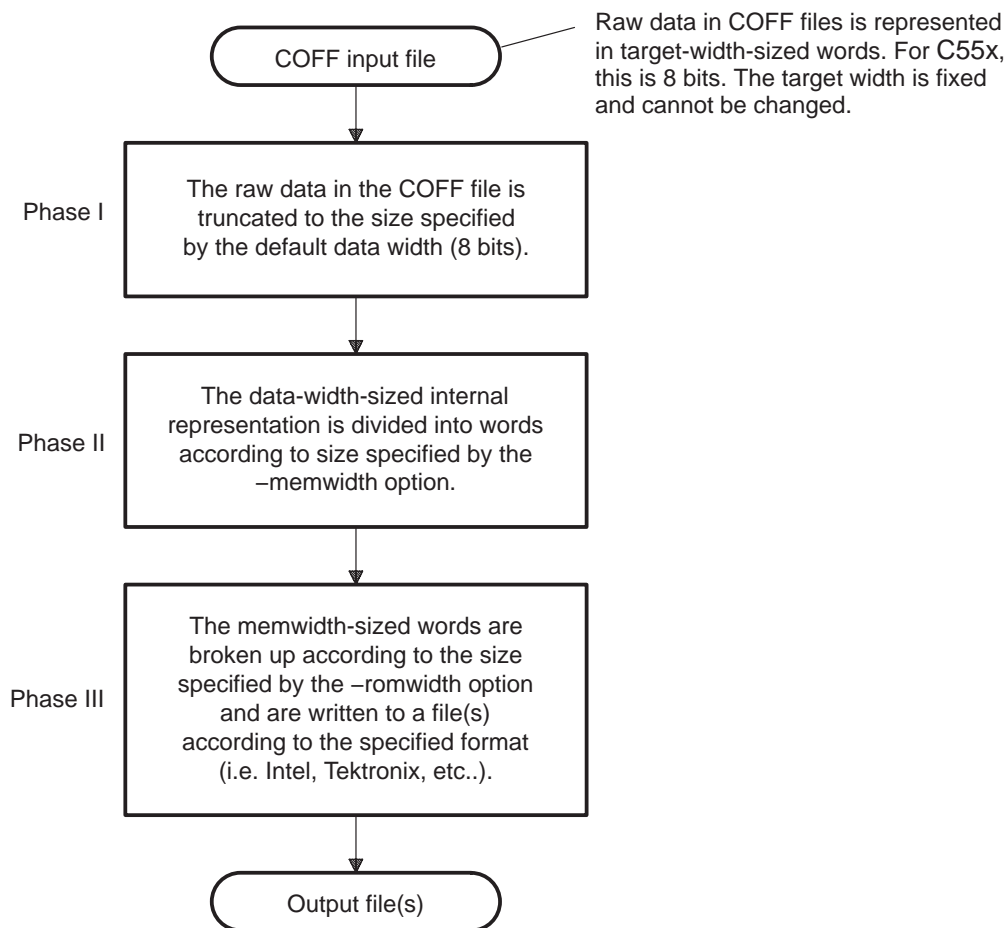 COFF input file
Raw data in COFF files is represented
in target-width-sized words. For C55x,
this is 8 bits. The target width is fixed
and cannot be changed.
Phase I
The raw data in the COFF file is
truncated to the size specified
by the default data width (8 bits).
Phase II
The data-width-sized internal
representation is divided into words
according to size specified by the
–memwidth option.
Phase III
The memwidth-sized words are
broken up according to the size
specified by the –romwidth option
and are written to a file(s)
according to the specified format
(i.e. Intel, Tektronix, etc..).
Output file(s)